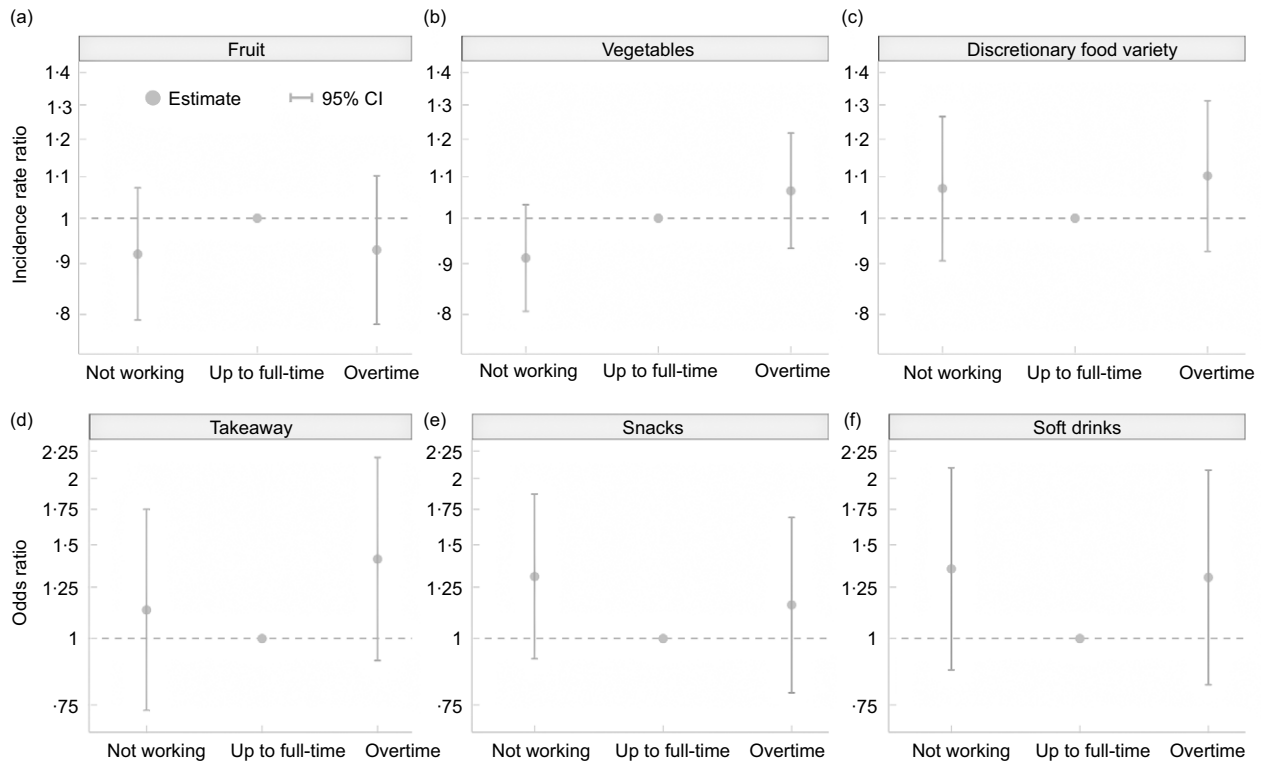 (a)
Fruit
(b)
Vegetables
(c)
Discretionary food variety
Incidence rate ratio
1·4
1·3
1·2
1·1
1
·9
·8
Estimate
95% CI
Not working
Up to full-time
Overtime
1·4
1·3
1·2
1·1
1
·9
·8
Not working
Up to full-time
Overtime
1·4
1·3
1·2
1·1
1
·9
·8
Not working
Up to full-time
Overtime
(d)
Takeaway
(e)
Snacks
(f)
Soft drinks
Odds ratio
2·25
2
1·75
1·5
1·25
1
·75
Not working
Up to full-time
Overtime
2·25
2
1·75
1·5
1·25
1
·75
Not working
Up to full-time
Overtime
2·25
2
1·75
1·5
1·25
1
·75
Not working
Up to full-time
Overtime